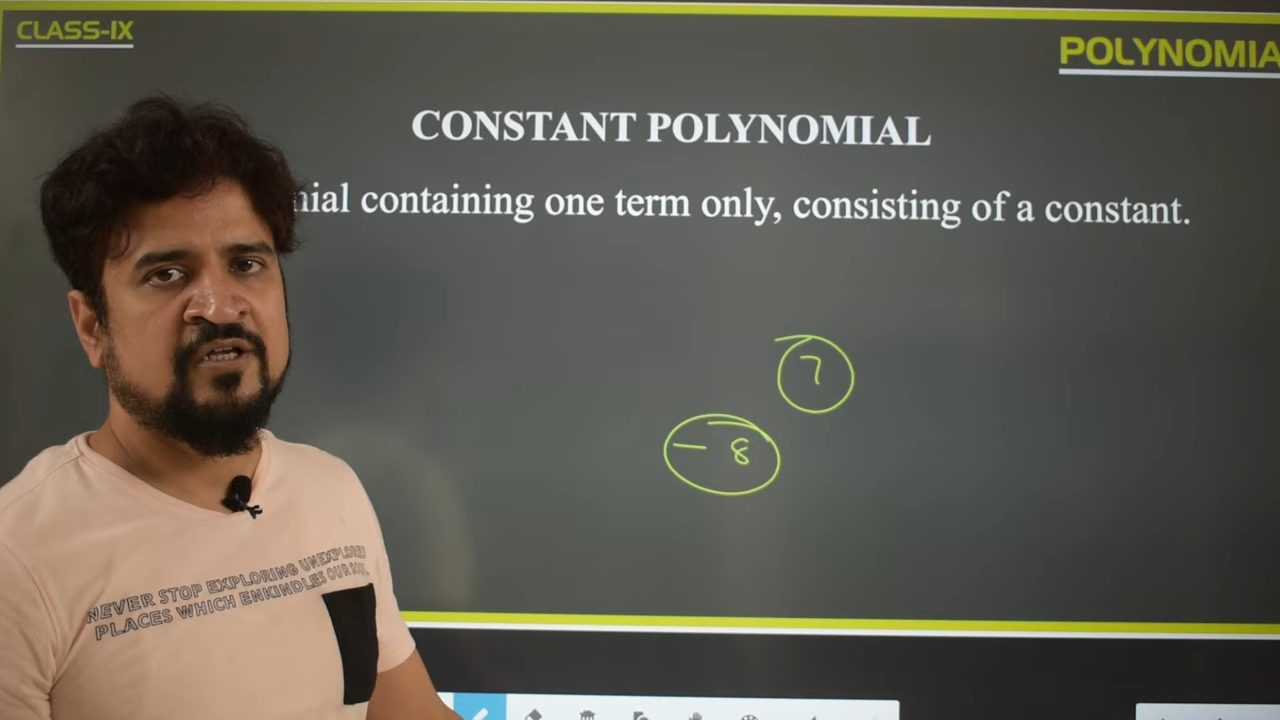 CLASS-IX
POLYNOMIA
CONSTANT POLYNOMIAL
nial containing one term only, consisting of a constant.
7
- 8
NEVER STOP EXPLORING UNEXPLORED
PLACES WHICH ENKINDLES OUR SOUL